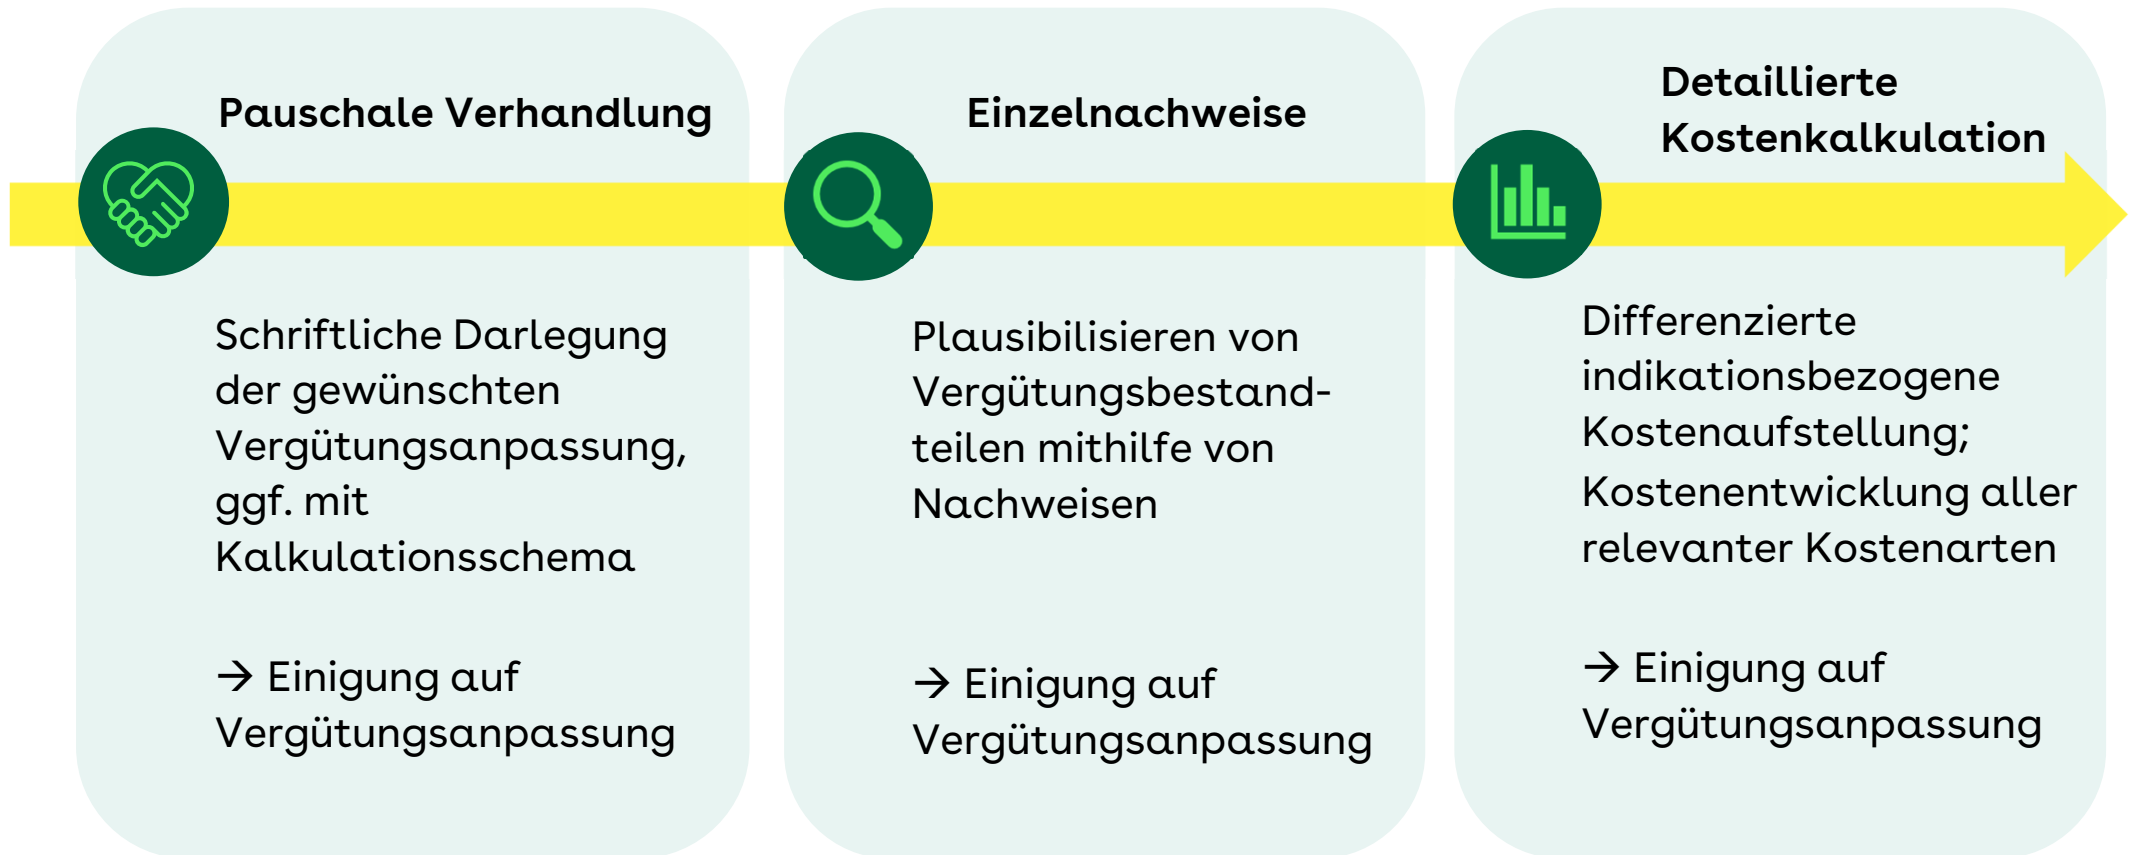 Pauschale Verhandlung
Schriftliche Darlegung
der gewünschten
Vergütungsanpassung,
ggf. mit
Kalkulationsschema
→ Einigung auf
Vergütungsanpassung
Einzelnachweise
Plausibilisieren von
Vergütungsbestand-
teilen mithilfe von
Nachweisen
→ Einigung auf
Vergütungsanpassung
Detaillierte
Kostenkalkulation
Differenzierte
indikationsbezogene
Kostenaufstellung;
Kostenentwicklung aller
relevanter Kostenarten
→ Einigung auf
Vergütungsanpassung